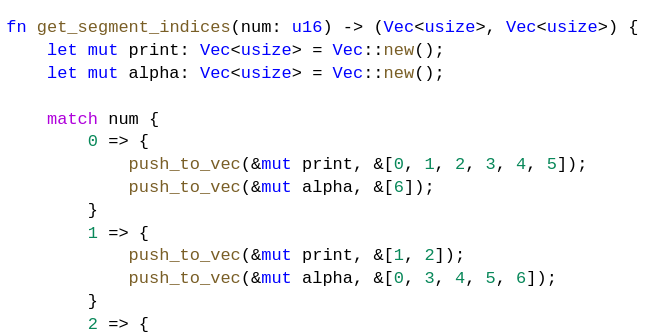 fn get_segment_indices(num: u16) -> (Vec<usize>, Vec<usize>) {
    let mut print: Vec<usize> = Vec::new();
    let mut alpha: Vec<usize> = Vec::new();

    match num {
        0 => {
            push_to_vec(&mut print, &[0, 1, 2, 3, 4, 5]);
            push_to_vec(&mut alpha, &[6]);
        }
        1 => {
            push_to_vec(&mut print, &[1, 2]);
            push_to_vec(&mut alpha, &[0, 3, 4, 5, 6]);
        }
        2 => {